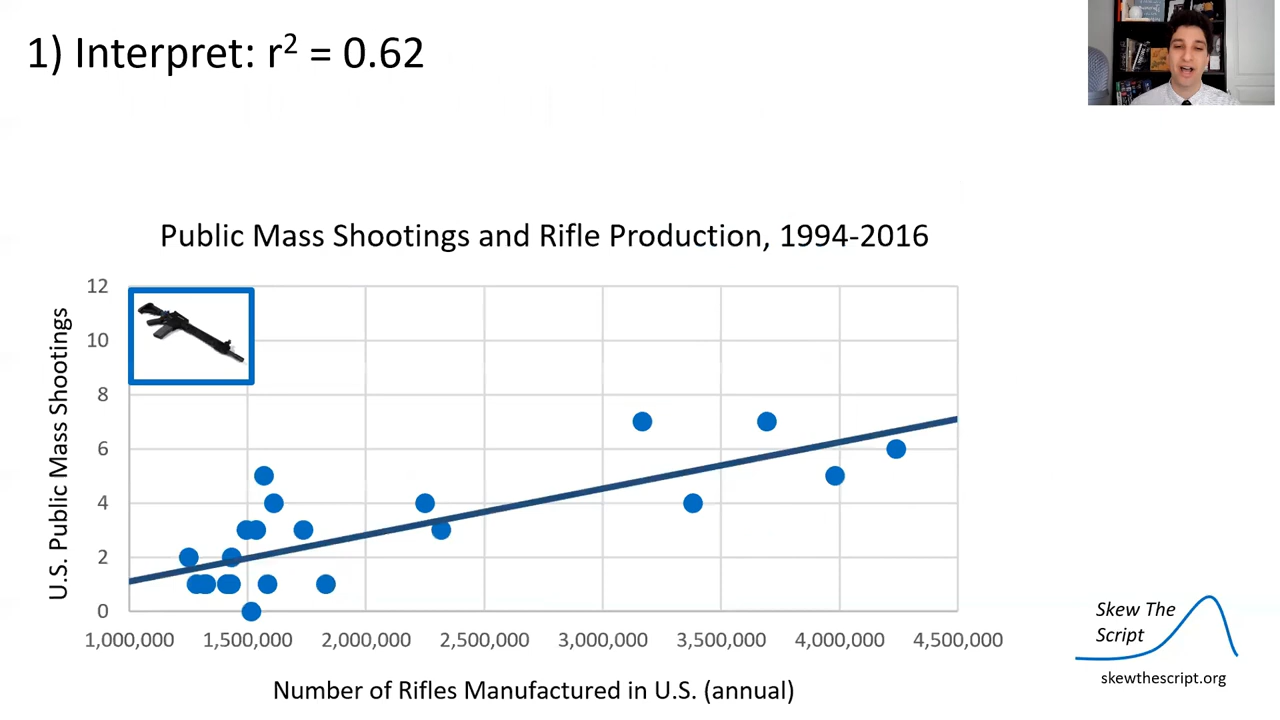 1) Interpret: r² = 0.62
Public Mass Shootings and Rifle Production, 1994-2016
U.S. Public Mass Shootings
12
10
8
6
4
2
0
1,000,000 1,500,000 2,000,000 2,500,000 3,000,000 3,500,000 4,000,000 4,500,000
Number of Rifles Manufactured in U.S. (annual)
Skew The
Script
skewthescript.org